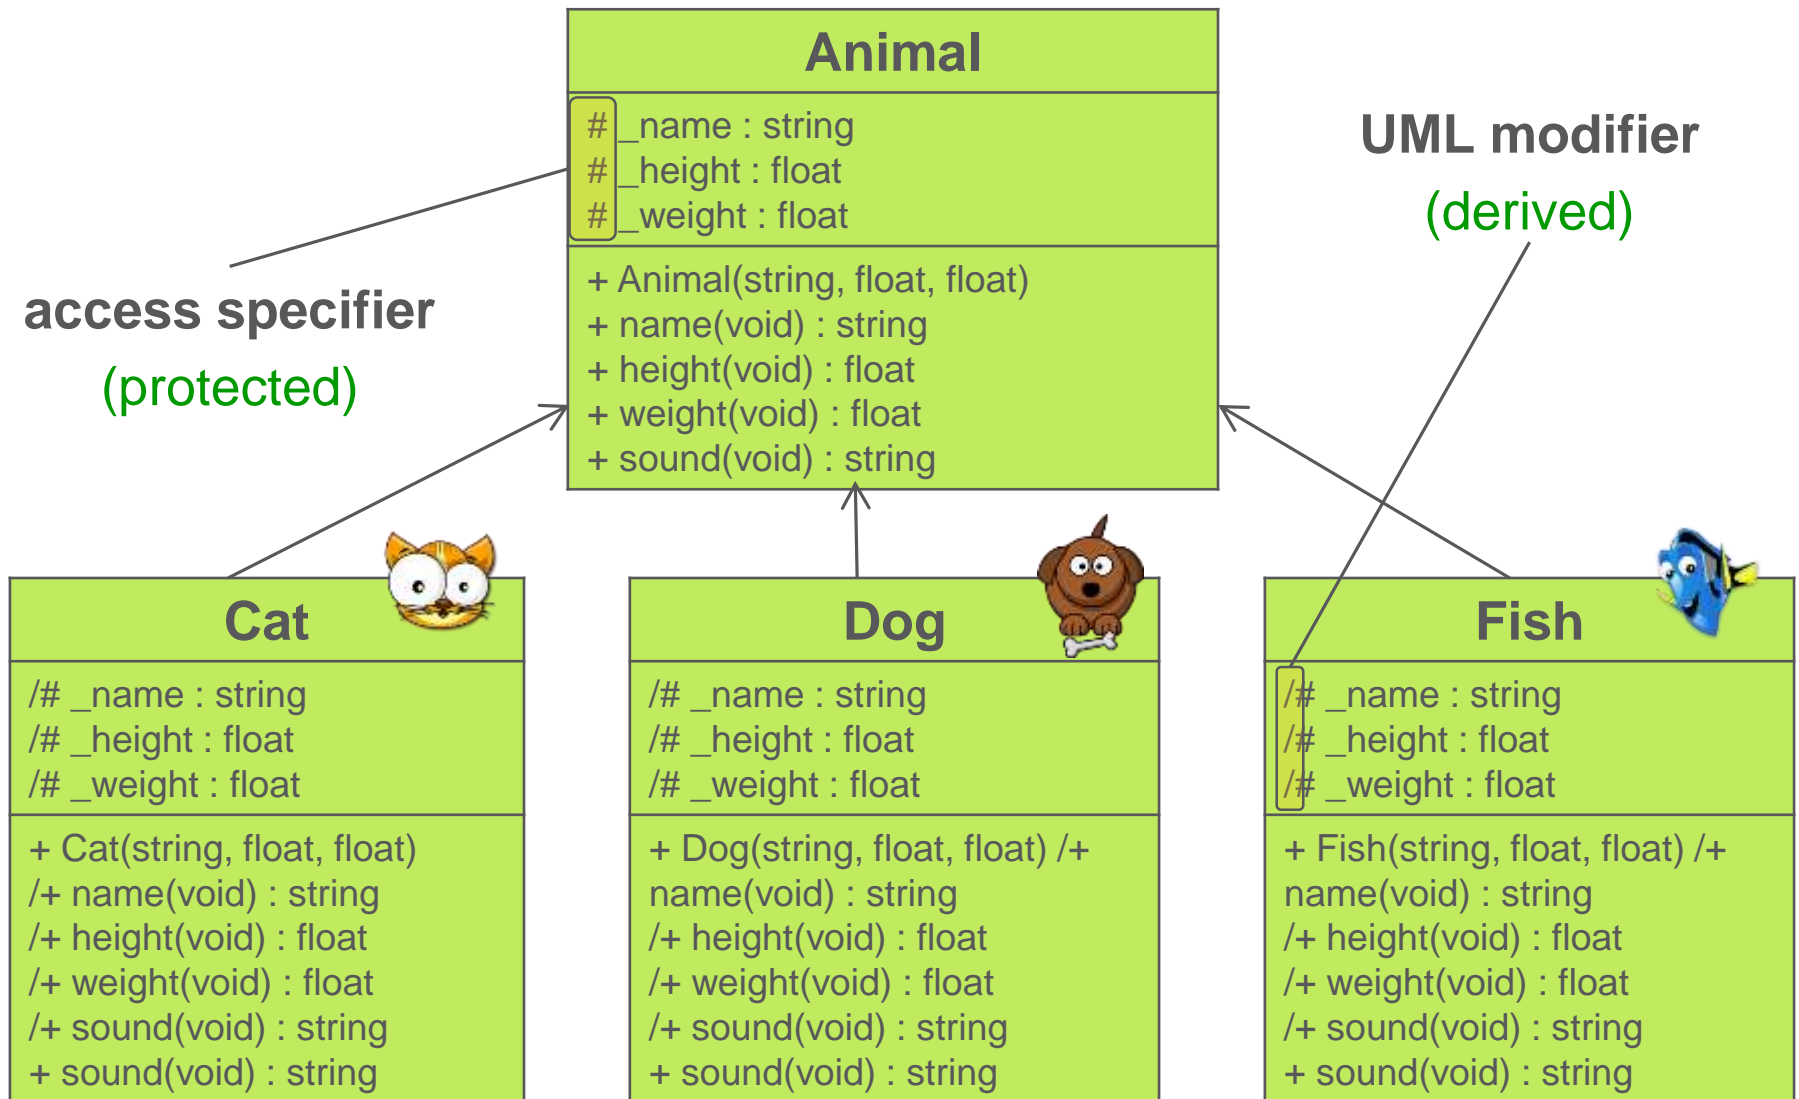 Animal
# _name : string
# _height : float
# _weight : float
+ Animal(string, float, float)
+ name(void) : string
+ height(void) : float
+ weight(void) : float
+ sound(void) : string
access specifier
(protected)
UML modifier
(derived)
Cat
/# _name : string
/# _height : float
/# _weight : float
+ Cat(string, float, float)
/+ name(void) : string
/+ height(void) : float
/+ weight(void) : float
/+ sound(void) : string
+ sound(void) : string
Dog
/# _name : string
/# _height : float
/# _weight : float
+ Dog(string, float, float) /+
name(void) : string
/+ height(void) : float
/+ weight(void) : float
/+ sound(void) : string
+ sound(void) : string
Fish
/# _name : string
/# _height : float
/# _weight : float
+ Fish(string, float, float) /+
name(void) : string
/+ height(void) : float
/+ weight(void) : float
/+ sound(void) : string
+ sound(void) : string